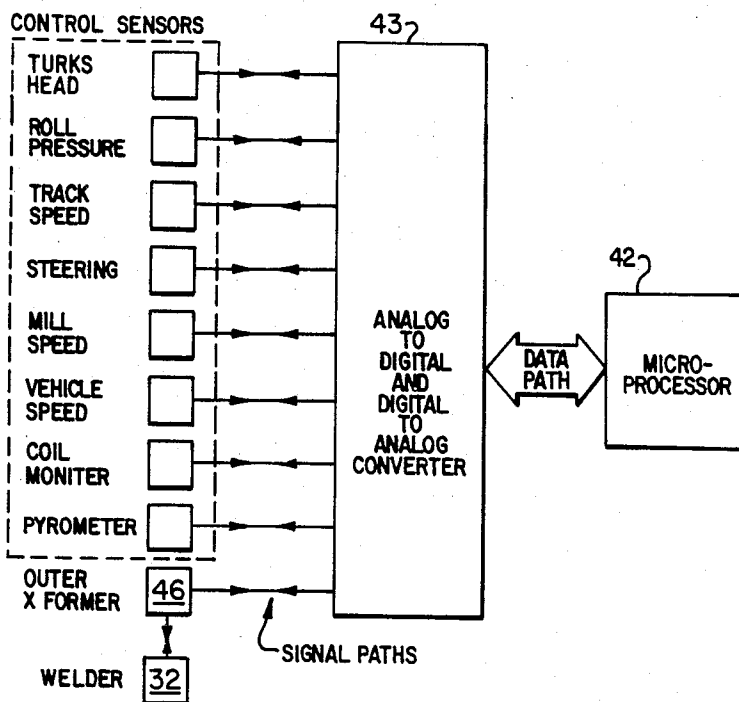 CONTROL SENSORS
TURKS
HEAD
ROLL
PRESSURE
TRACK
SPEED
STEERING
MILL
SPEED
VEHICLE
SPEED
COIL
MONITER
PYROMETER
OUTER
X FORMER
46
WELDER
32
SIGNAL PATHS
43
ANALOG
TO
DIGITAL
AND
DIGITAL
TO
ANALOG
CONVERTER
DATA
PATH
42
MICRO-
PROCESSOR